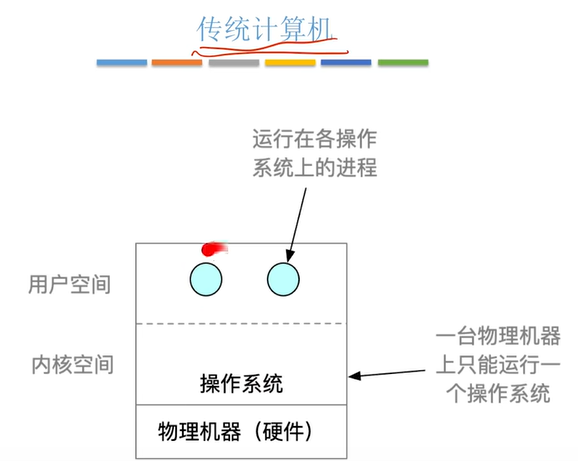 传统计算机
运行在各操作
系统上的进程
用户空间
内核空间
一台物理机器
上只能运行一
个操作系统
操作系统
物理机器（硬件）